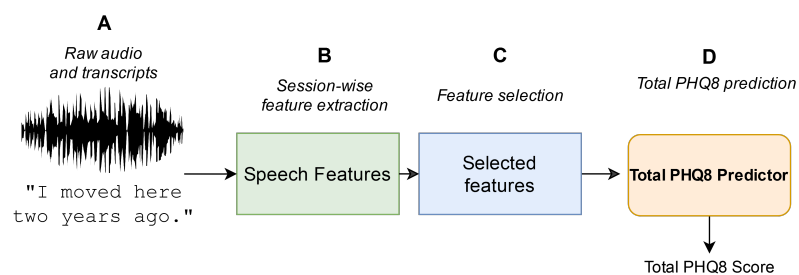 A
Raw audio
and transcripts
"I moved here
two years ago."
B
Session-wise
feature extraction
Speech Features
C
Feature selection
Selected
features
D
Total PHQ8 prediction
Total PHQ8 Predictor
Total PHQ8 Score